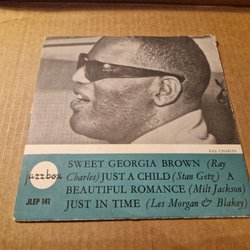 RAY CHARLES
jazzbox
JLEP 141
SWEET GEORGIA BROWN (Ray
Charles) JUST A CHILD (Stan Getz) A
BEAUTIFUL ROMANCE (Milt Jackson)
JUST IN TIME (Les Morgan & Blakey)